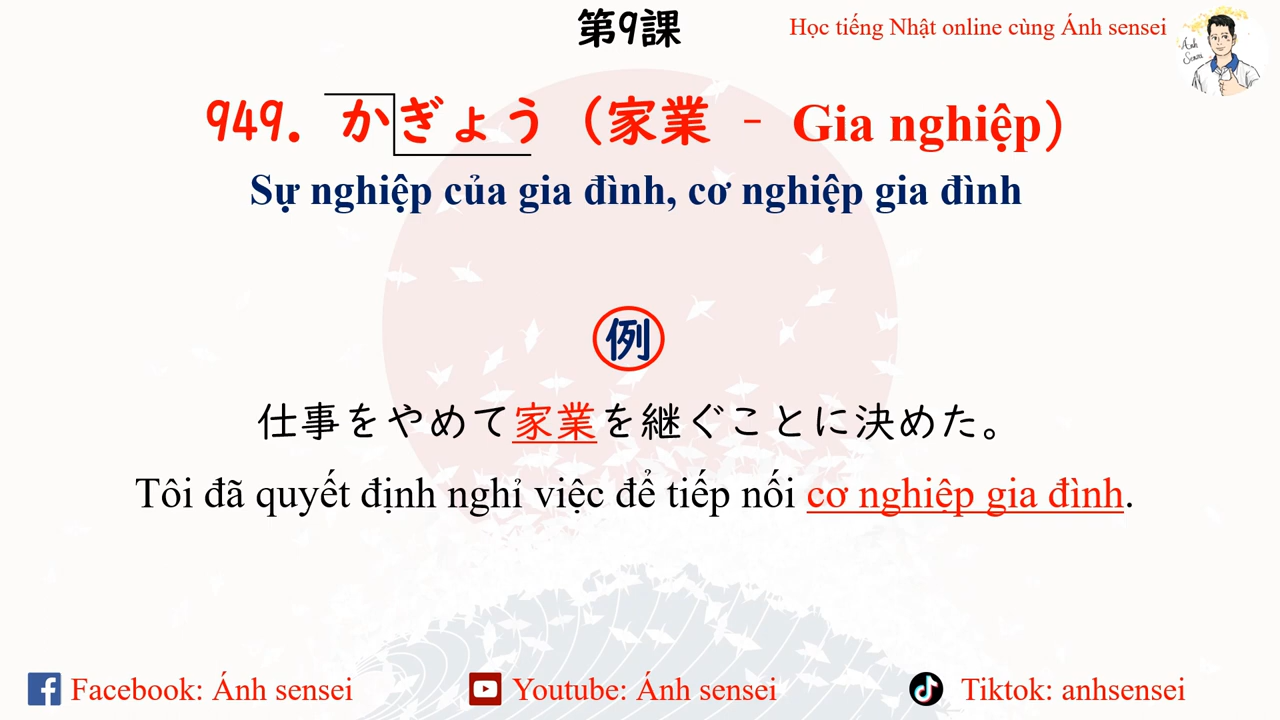 第9課
Học tiếng Nhật online cùng Ánh sensei
Ánh
Sensei
949. かぎょう（家業 - Gia nghiệp）
Sự nghiệp của gia đình, cơ nghiệp gia đình
例
仕事をやめて家業を継ぐことに決めた。
Tôi đã quyết định nghỉ việc để tiếp nối cơ nghiệp gia đình.
Facebook: Ánh sensei
Youtube: Ánh sensei
Tiktok: anhsensei